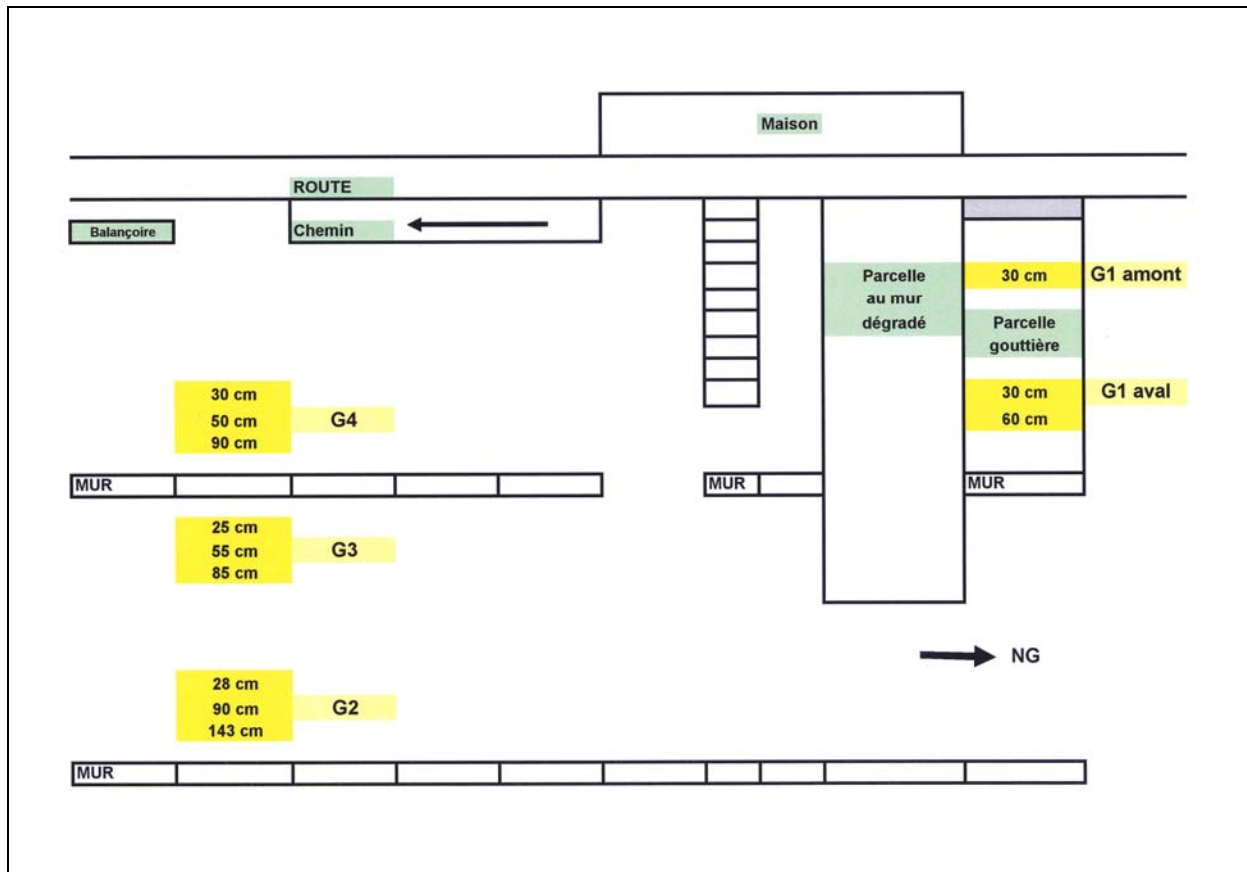 Maison
ROUTE
Balançoire
Chemin
Parcelle
au mur
dégradé
30 cm
G1 amont
Parcelle
gouttière
30 cm
60 cm
G1 aval
30 cm
50 cm
90 cm
G4
MUR
MUR
MUR
25 cm
55 cm
85 cm
G3
NG
28 cm
90 cm
143 cm
G2
MUR